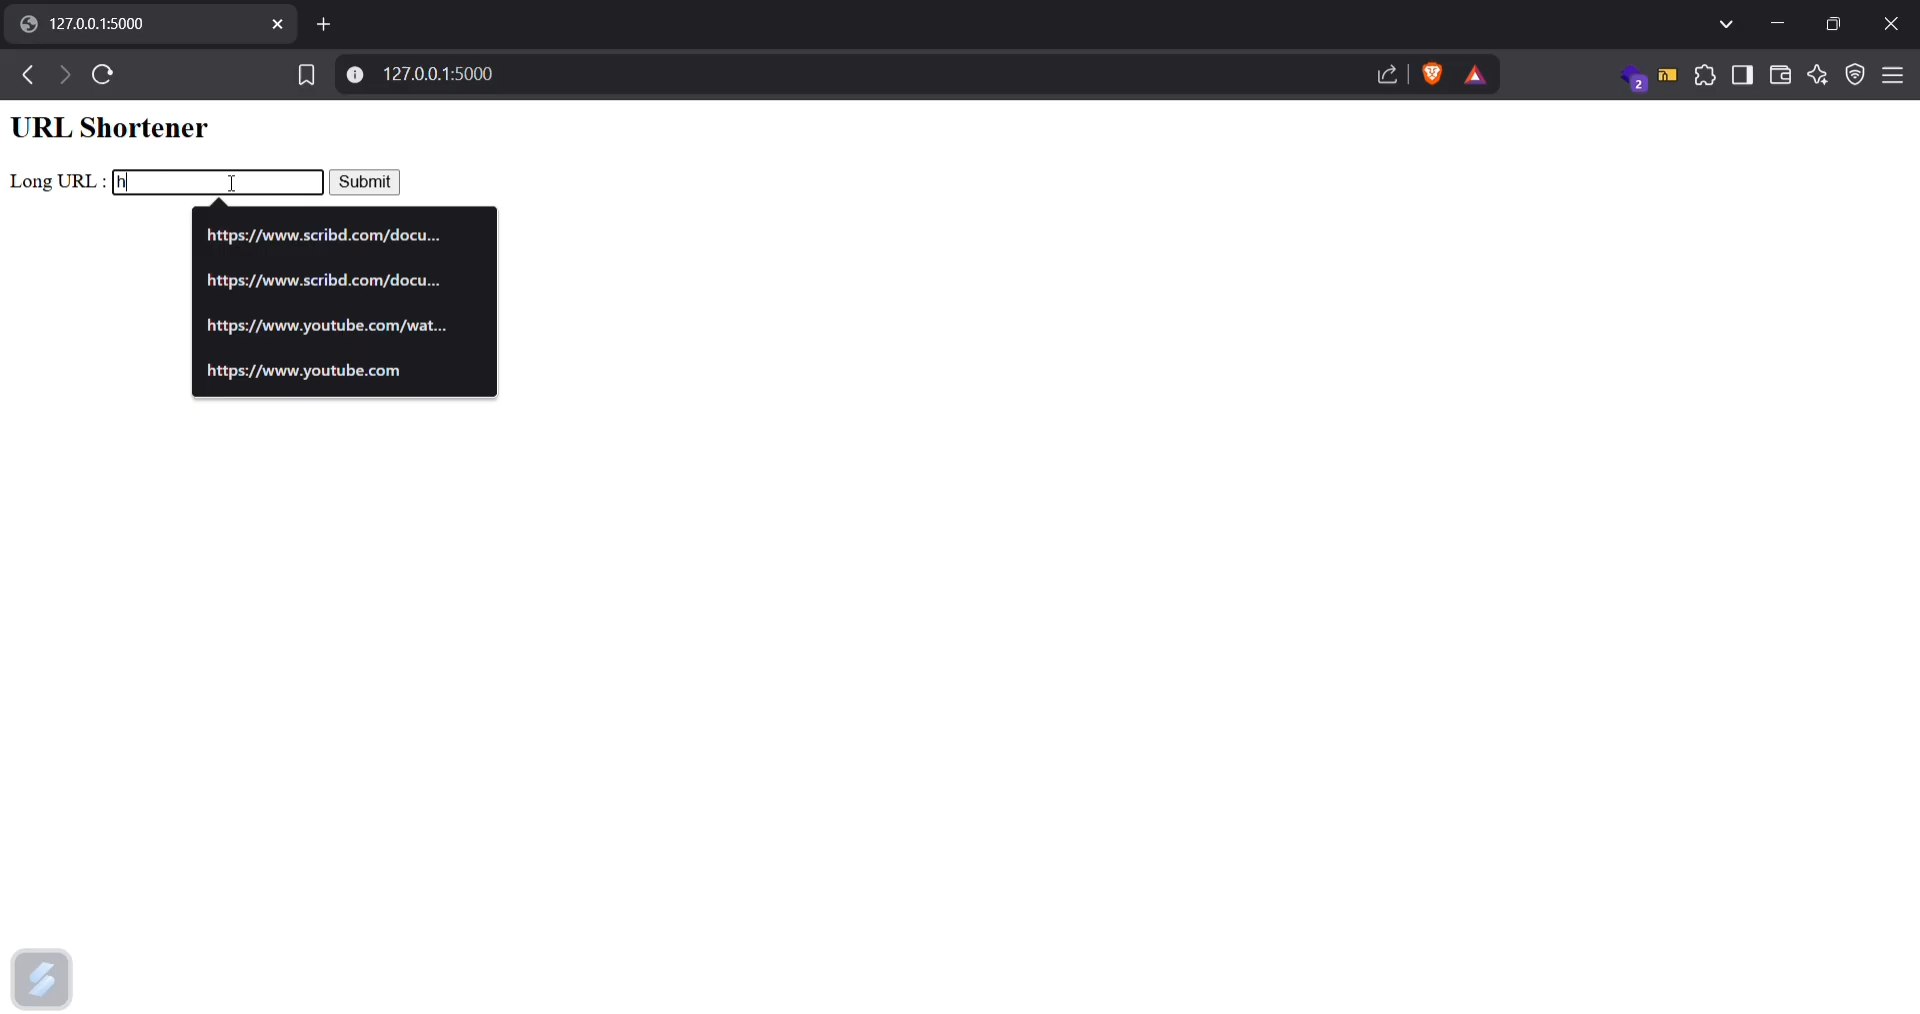 127.0.0.1:5000
127.0.0.1:5000
2
URL Shortener
Long URL : h Submit
https://www.scribd.com/docu...
https://www.scribd.com/docu...
https://www.youtube.com/wat...
https://www.youtube.com